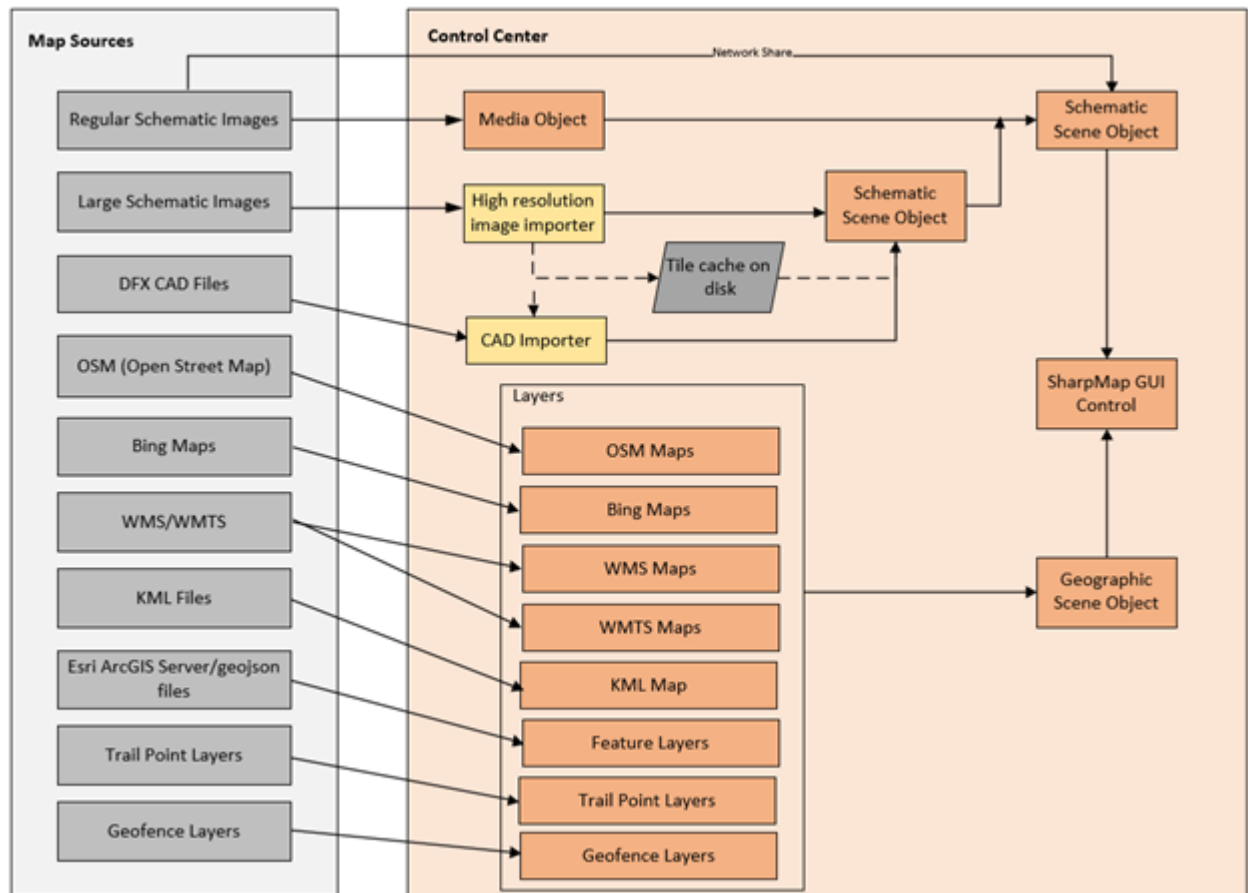 Map Sources
Regular Schematic Images
Large Schematic Images
DFX CAD Files
OSM (Open Street Map)
Bing Maps
WMS/WMTS
KML Files
Esri ArcGIS Server/geojson
files
Trail Point Layers
Geofence Layers
Control Center
Network Share
Media Object
Schematic
Scene Object
High resolution
image importer
Schematic
Scene Object
Tile cache on
disk
CAD Importer
SharpMap GUI
Control
Layers
OSM Maps
Bing Maps
WMS Maps
WMTS Maps
KML Map
Feature Layers
Trail Point Layers
Geofence Layers
Geographic
Scene Object